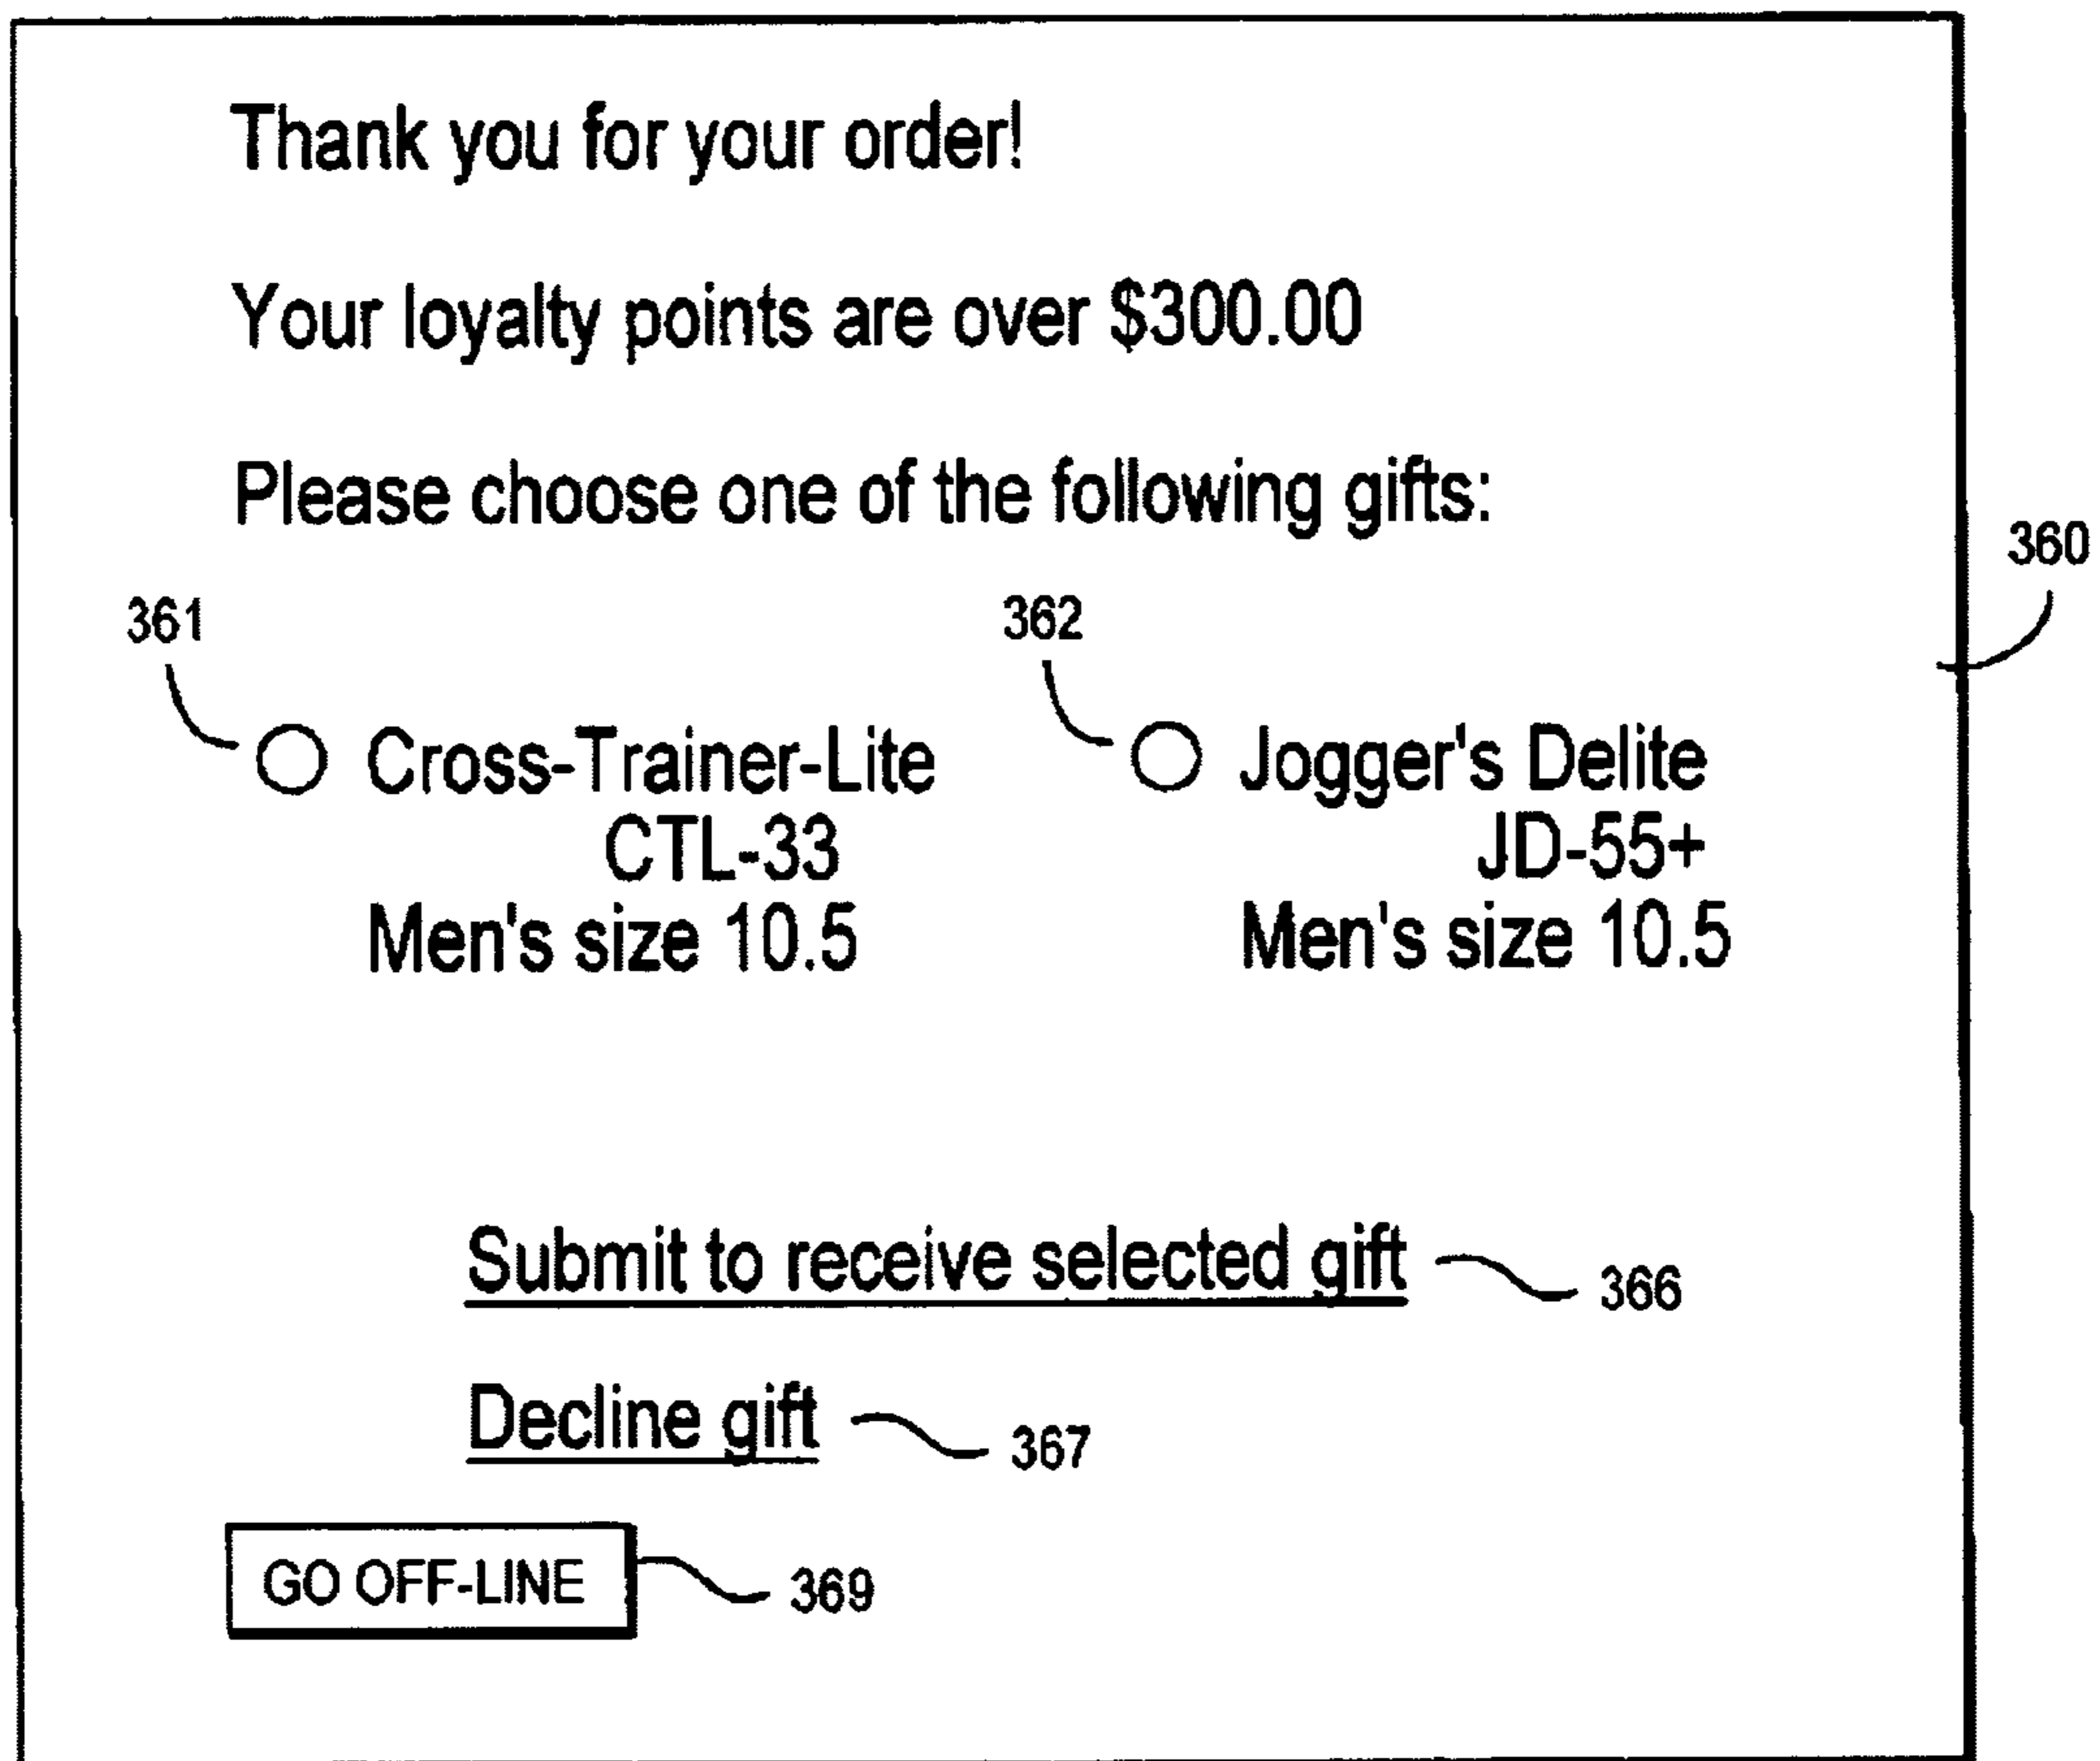 Thank you for your order!
Your loyalty points are over $300.00
Please choose one of the following gifts:
360
361
362
Cross-Trainer-Lite
CTL-33
Men's size 10.5
Jogger's Delite
JD-55+
Men's size 10.5
Submit to receive selected gift
366
Decline gift
367
GO OFF-LINE
369